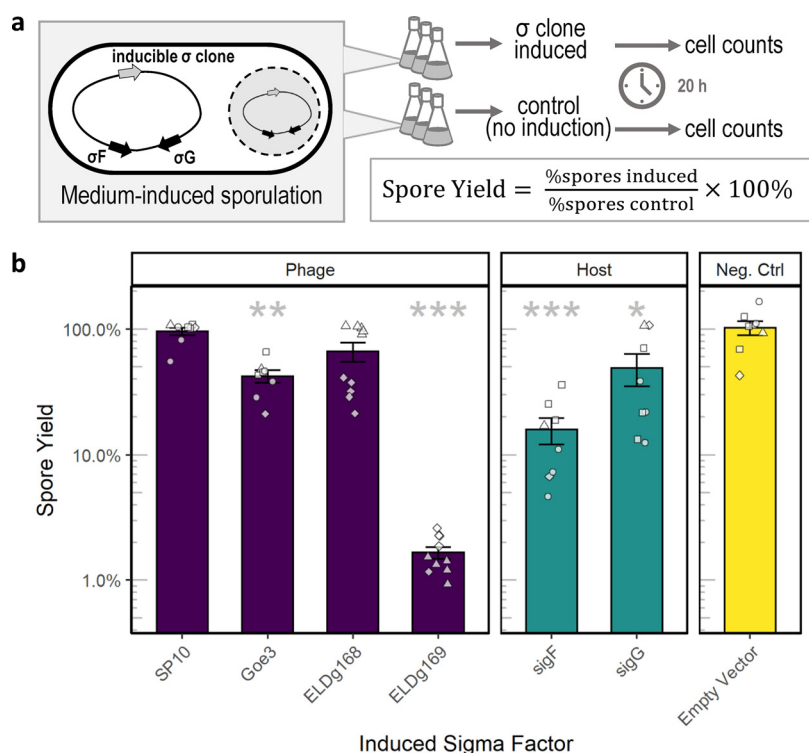 a
inducible σ clone
σF
σG
Medium-induced sporulation
σ clone
induced
cell counts
20 h
control
(no induction)
cell counts
Spore Yield = %spores induced / %spores control × 100%
b
Phage
Host
Neg. Ctrl
**
***
***
*
100.0%
10.0%
1.0%
Spore Yield
SP10
Goe3
ELDg168
ELDg169
sigF
sigG
Empty Vector
Induced Sigma Factor